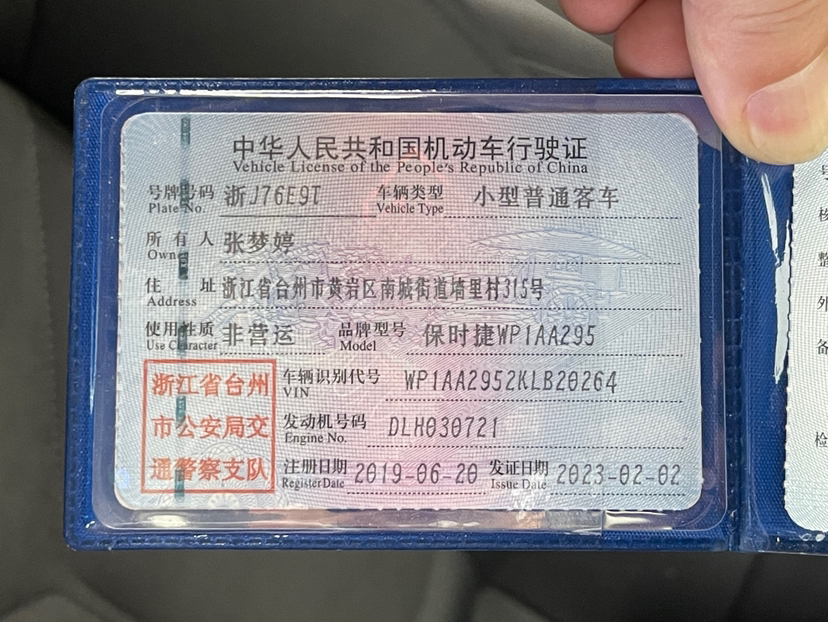 中华人民共和国机动车行驶证
Vehicle License of the People's Republic of China
号牌号码 浙J76E9T 车辆类型 小型普通客车
Plate No. Vehicle Type
所有人 张梦婷
Owner
住址 浙江省台州市黄岩区南城街道墙里村315号
Address
使用性质 非营运 品牌型号 保时捷WP1AA295
Use Character Model
浙江省台州
市公安局交
通警察支队
车辆识别代号 WP1AA2952KLB20264
VIN
发动机号码 DLH030721
Engine No.
注册日期 2019-06-20 发证日期 2023-02-02
Register Date Issue Date
号
核
整
外
备
检